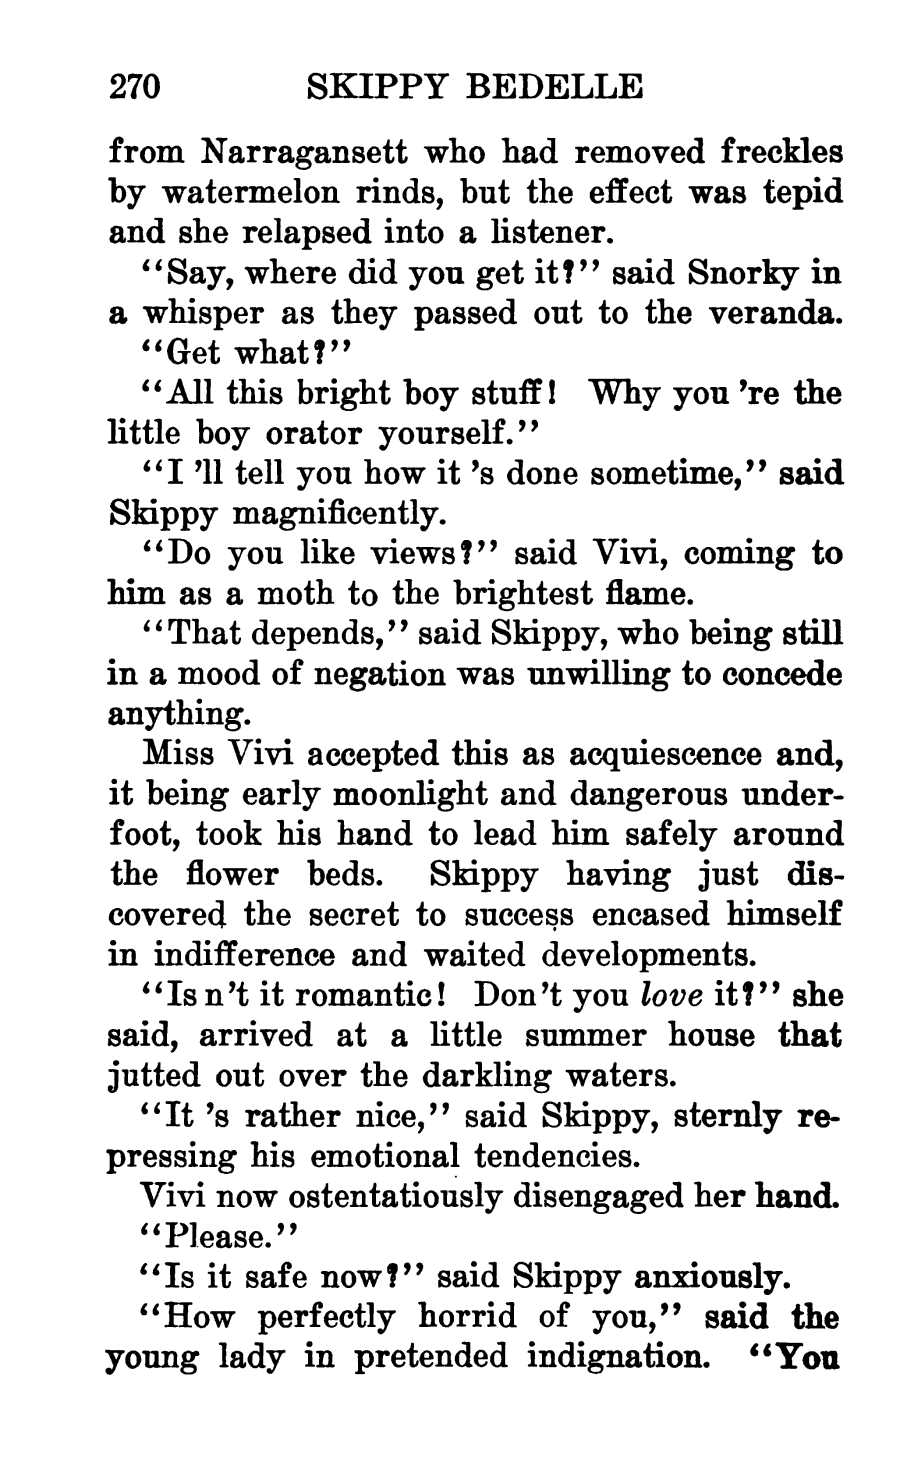 270 SKIPPY BEDELLE
from Narragansett who had removed freckles
by watermelon rinds, but the effect was tepid
and she relapsed into a listener.
"Say, where did you get it?" said Snorky in
a whisper as they passed out to the veranda.
"Get what?"
"All this bright boy stuff! Why you 're the
little boy orator yourself."
"I 'll tell you how it 's done sometime," said
Skippy magnificently.
"Do you like views?" said Vivi, coming to
him as a moth to the brightest flame.
"That depends," said Skippy, who being still
in a mood of negation was unwilling to concede
anything.
Miss Vivi accepted this as acquiescence and,
it being early moonlight and dangerous under-
foot, took his hand to lead him safely around
the flower beds. Skippy having just dis-
covered the secret to success encased himself
in indifference and waited developments.
"Is n't it romantic! Don't you love it?" she
said, arrived at a little summer house that
jutted out over the darkling waters.
"It 's rather nice," said Skippy, sternly re-
pressing his emotional tendencies.
Vivi now ostentatiously disengaged her hand.
"Please."
"Is it safe now?" said Skippy anxiously.
"How perfectly horrid of you," said the
young lady in pretended indignation. "You